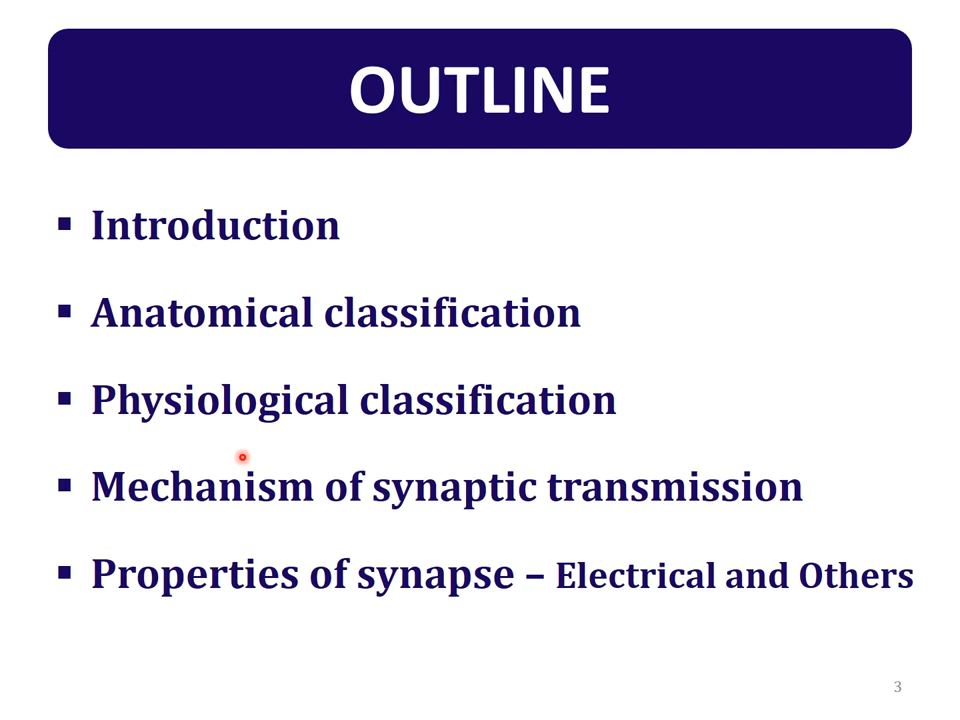 OUTLINE
▪ Introduction
▪ Anatomical classification
▪ Physiological classification
▪ Mechanism of synaptic transmission
▪ Properties of synapse – Electrical and Others
3